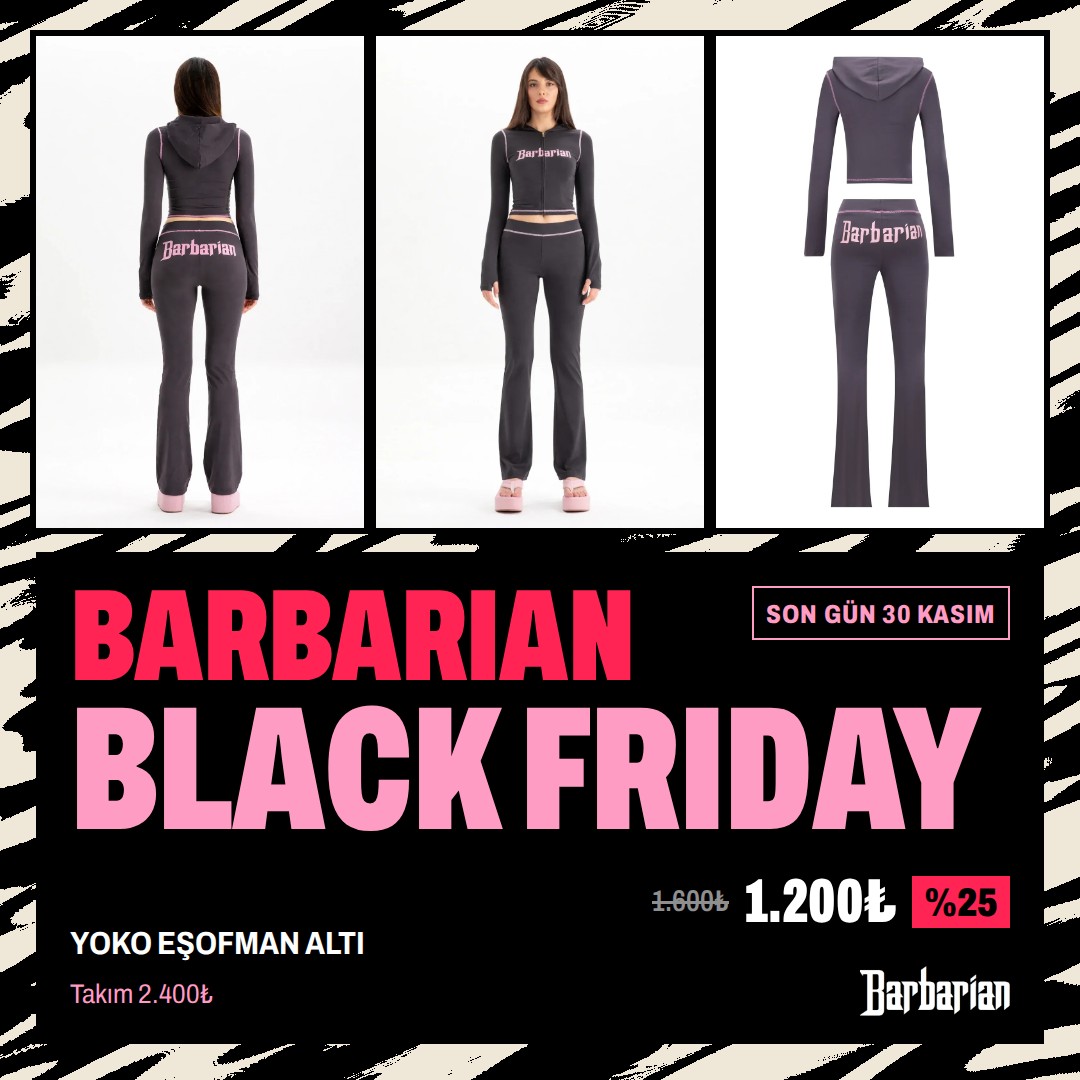 Barbarian
Barbarian
Barbarian
BARBARIAN
SON GÜN 30 KASIM
BLACK FRIDAY
1.600₺ 1.200₺ %25
YOKO EŞOFMAN ALTI
Takım 2.400₺
Barbarian